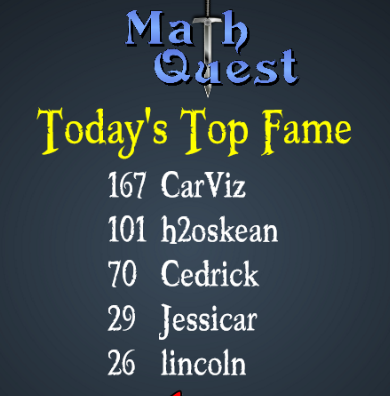 Math
Quest
Today's Top Fame
167 CarViz
101 h2oskean
70 Cedrick
29 Jessicar
26 lincoln